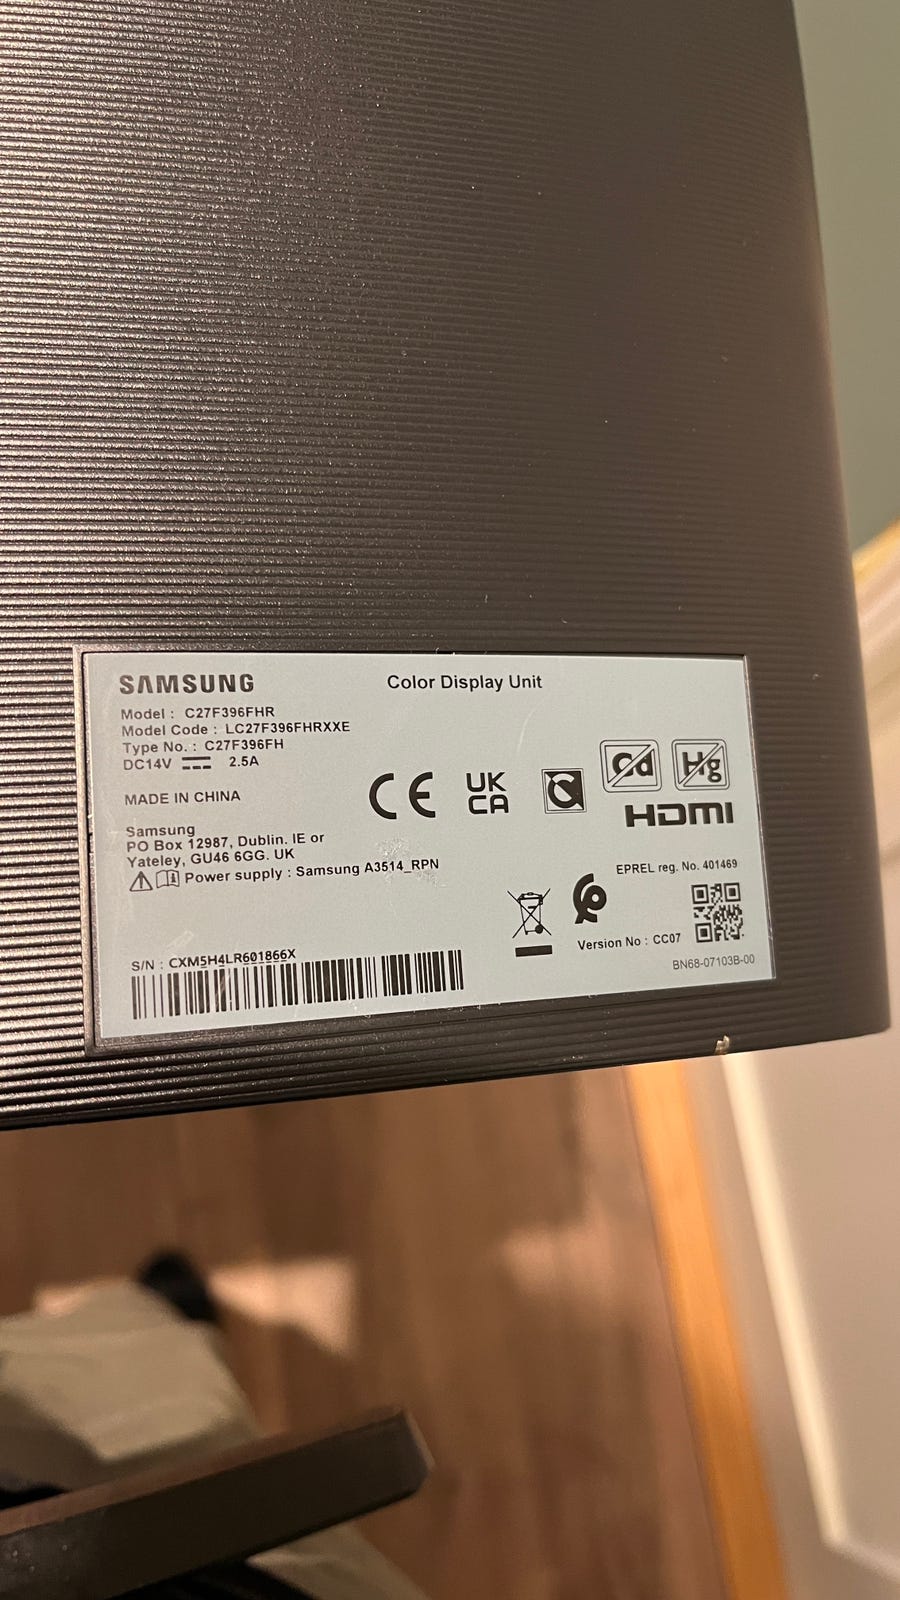 SAMSUNG
Color Display Unit
Model : C27F396FHR
Model Code : LC27F396FHRXXE
Type No. : C27F396FH
DC14V 2.5A
MADE IN CHINA
Samsung
PO Box 12987, Dublin. IE or
Yateley, GU46 6GG. UK
Power supply : Samsung A3514_RPN
CE
UK
CA
Cd
Hg
HDMI
EPREL reg. No. 401469
Version No : CC07
BN68-07103B-00
S/N : CXM5H4LR601866X